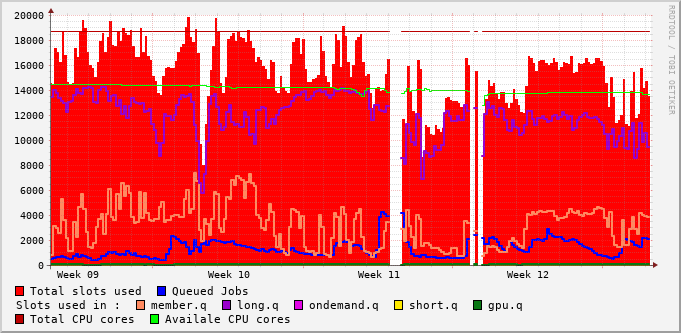 20000
18000
16000
14000
12000
10000
8000
6000
4000
2000
0
Week 09 Week 10 Week 11 Week 12
RRDTOOL / TOBI OETIKER
Total slots used Queued Jobs
Slots used in : member.q long.q ondemand.q short.q gpu.q
Total CPU cores Availale CPU cores